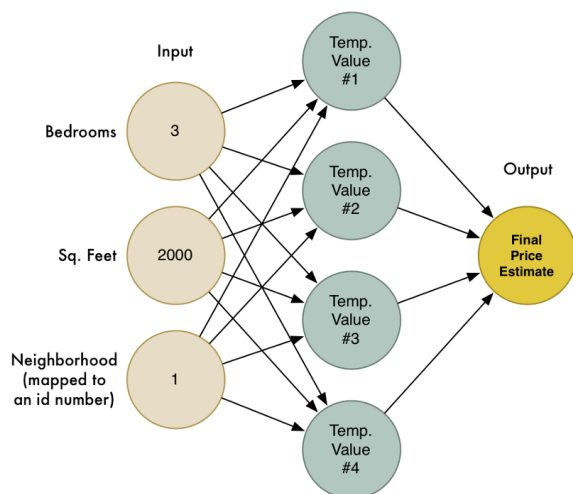 Input
Bedrooms
3
Sq. Feet
2000
Neighborhood
(mapped to
an id number)
1
Temp.
Value
#1
Temp.
Value
#2
Temp.
Value
#3
Temp.
Value
#4
Output
Final
Price
Estimate